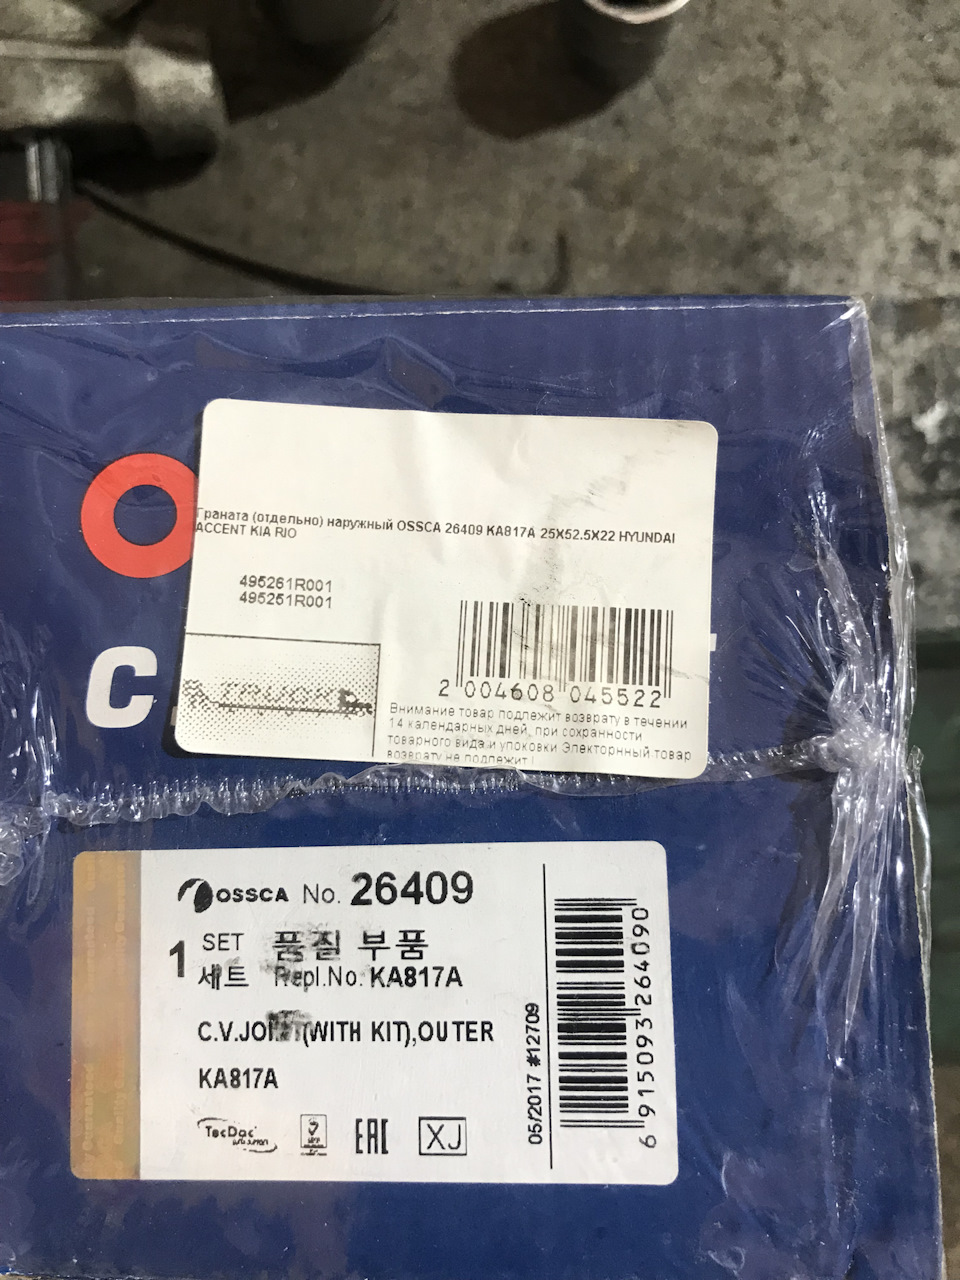 Граната (отдельно) наружный OSSCA 26409 KA817A 25X52.5X22 HYUNDAI
ACCENT KIA RIO
495261R001
495251R001
2 004608 045522
Внимание товар подлежит возврату в течении
14 календарных дней, при сохранности
товарного вида и упоковки Электорнный товар
возврату не подлежит !
C.
OSSCA No. 26409
1 SET 품질 부품
세트 Repl.No. KA817A
C.V.JOINT(WITH KIT),OUTER
KA817A
TecDoc
EAC
XJ
05/2017 #12709
6 915093 264090